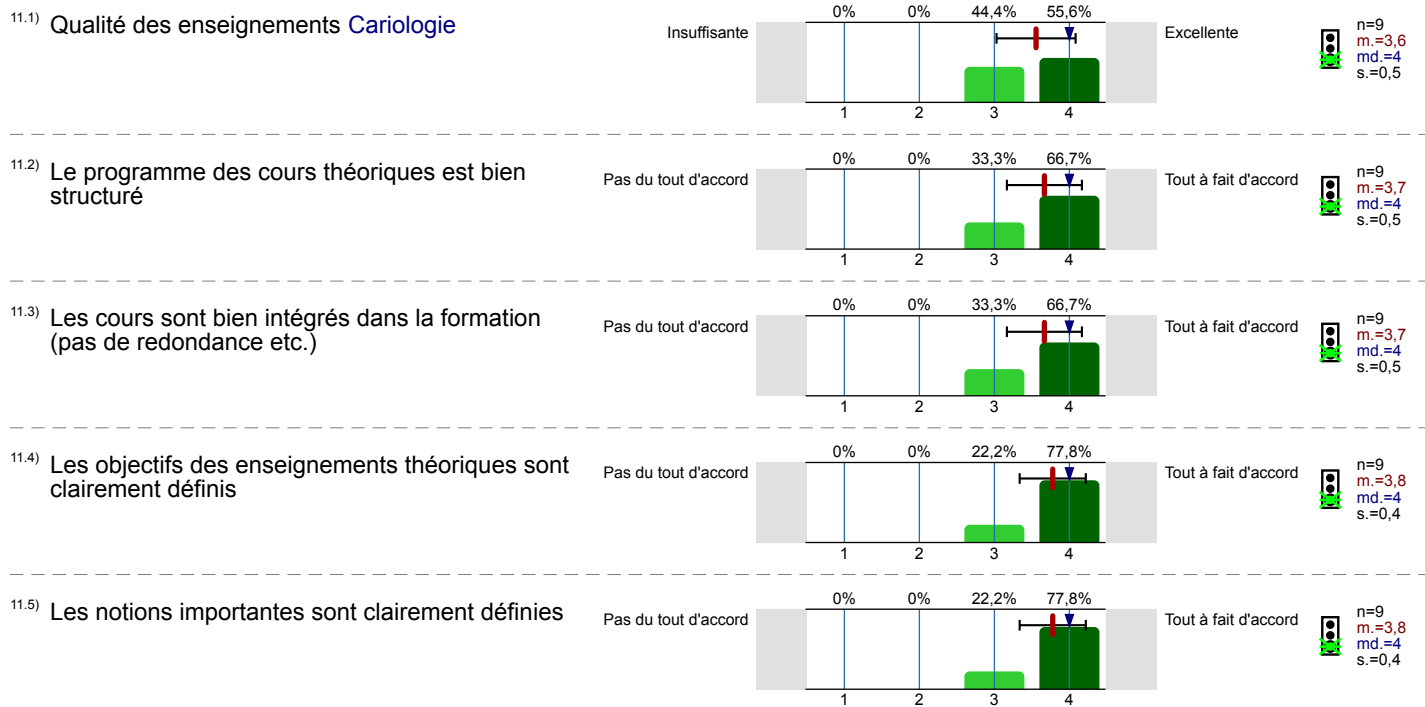 11.1) Qualité des enseignements Cariologie
Insuffisante
0% 0% 44,4% 55,6%
1 2 3 4
Excellente
n=9
m.=3,6
md.=4
s.=0,5
11.2) Le programme des cours théoriques est bien
structuré
Pas du tout d'accord
0% 0% 33,3% 66,7%
1 2 3 4
Tout à fait d'accord
n=9
m.=3,7
md.=4
s.=0,5
11.3) Les cours sont bien intégrés dans la formation
(pas de redondance etc.)
Pas du tout d'accord
0% 0% 33,3% 66,7%
1 2 3 4
Tout à fait d'accord
n=9
m.=3,7
md.=4
s.=0,5
11.4) Les objectifs des enseignements théoriques sont
clairement définis
Pas du tout d'accord
0% 0% 22,2% 77,8%
1 2 3 4
Tout à fait d'accord
n=9
m.=3,8
md.=4
s.=0,4
11.5) Les notions importantes sont clairement définies
Pas du tout d'accord
0% 0% 22,2% 77,8%
1 2 3 4
Tout à fait d'accord
n=9
m.=3,8
md.=4
s.=0,4